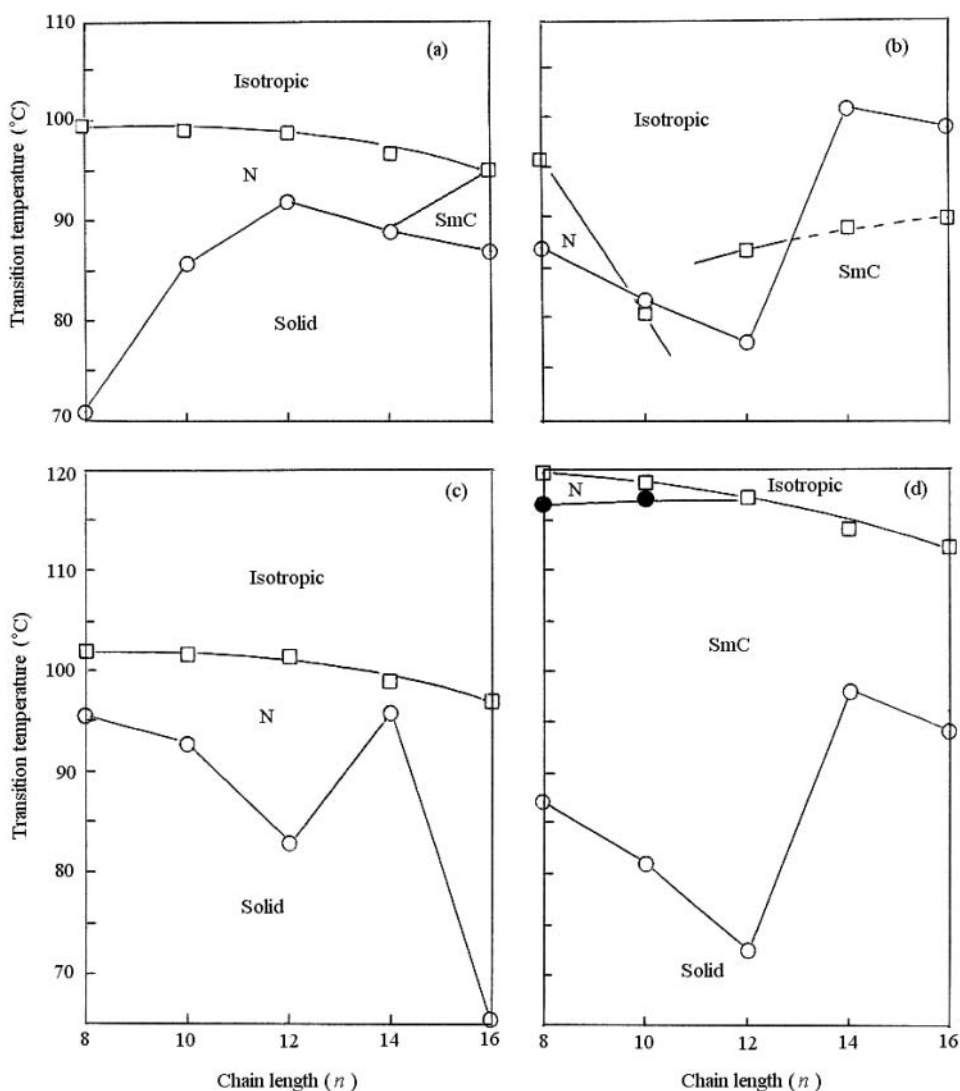 110
100
90
80
70
Transition temperature (°C)
(a)
Isotropic
N
SmC
Solid
(b)
Isotropic
N
SmC
120
110
100
90
80
70
Transition temperature (°C)
(c)
Isotropic
N
Solid
8 10 12 14 16
Chain length (n)
(d)
Isotropic
N
SmC
Solid
8 10 12 14 16
Chain length (n)